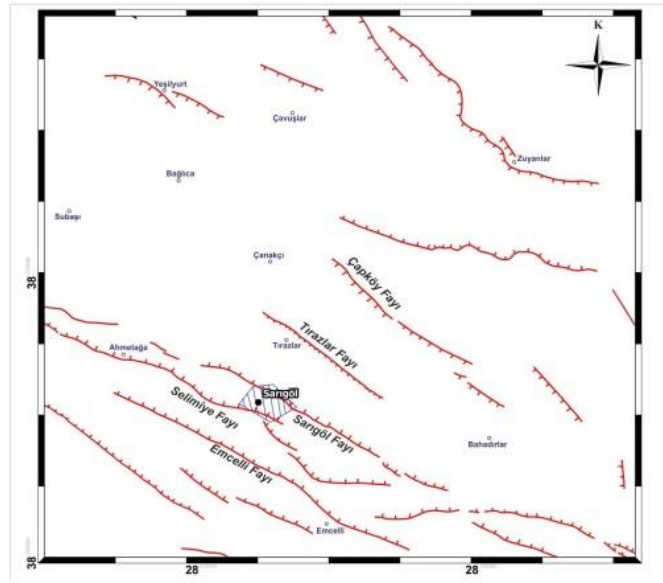 K
Yeşilyurt
Çavuşlar
Zuyanlar
Bağlıca
Subaşı
Çanakçı
38
Çapköy Fayı
Tırazlar
Tırazlar Fayı
Ahmetağa
Sarıgöl
Selimiye Fayı
Sarıgöl Fayı
Emcelli Fayı
Bahadırlar
Emcelli
38
28
28